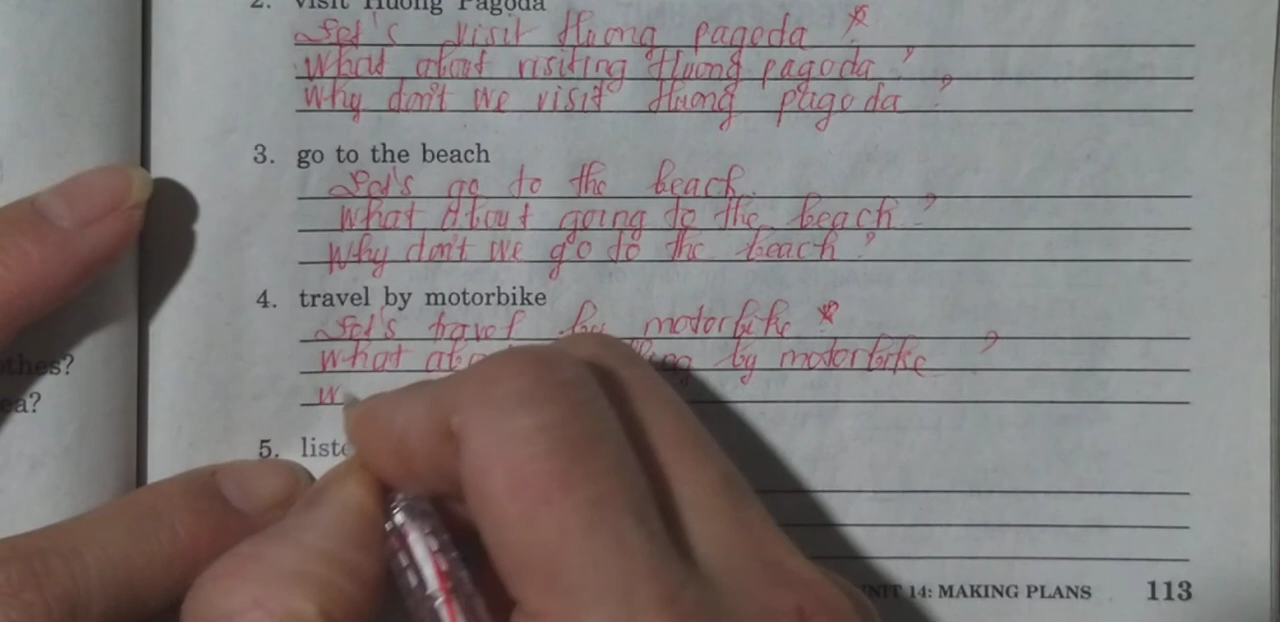 2. visit Huong Pagoda
Let's visit Huong pagoda
What about visiting Huong pagoda ?
Why don't we visit Huong pagoda ?
3. go to the beach
Let's go to the beach.
What about going to the beach ?
Why don't we go to the beach ?
4. travel by motorbike
Let's travel by motorbike
othes?
What by motorbike ?
ea?
W
5. liste
UNIT 14: MAKING PLANS 113